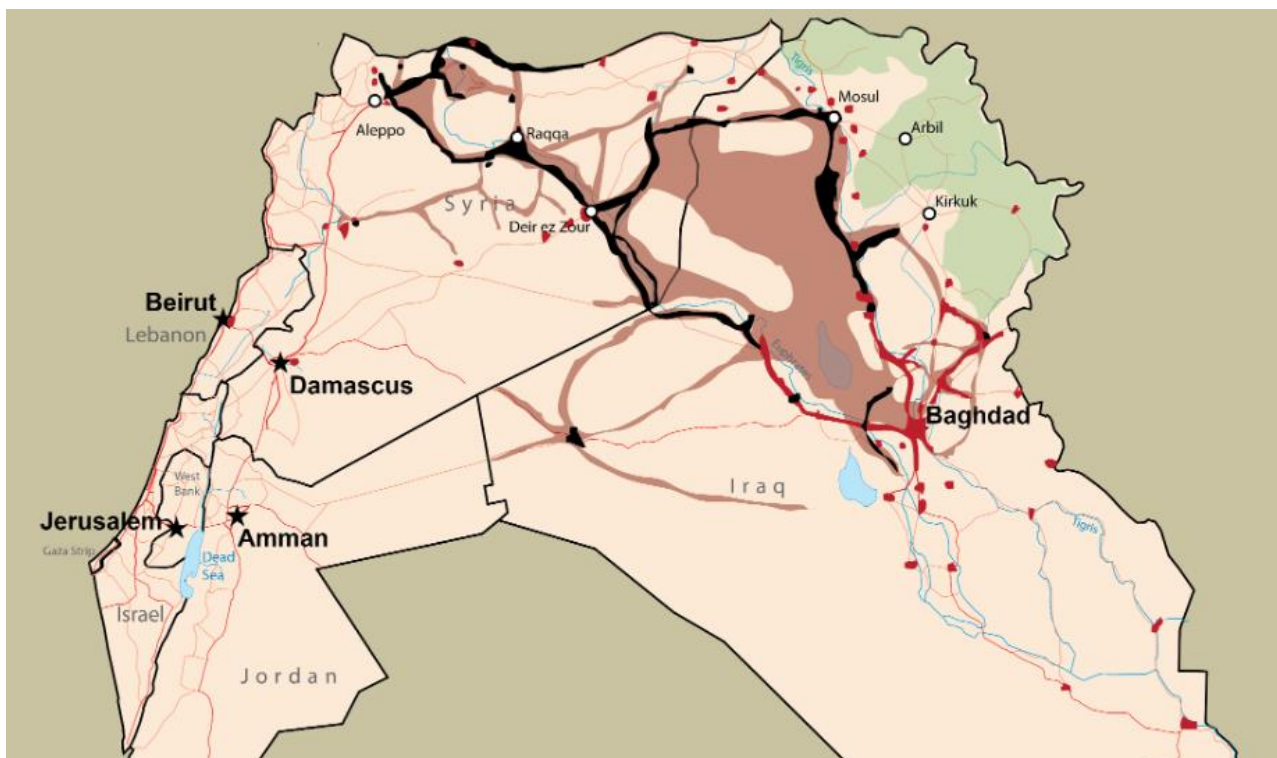 Tigris
Mosul
Aleppo
Raqqa
Arbil
Syria
Kirkuk
Deir ez Zour
Beirut
Lebanon
Euphrates
Damascus
Baghdad
West
Bank
Iraq
Jerusalem
Amman
Tigris
Gaza Strip
Dead
Sea
Israel
Jordan